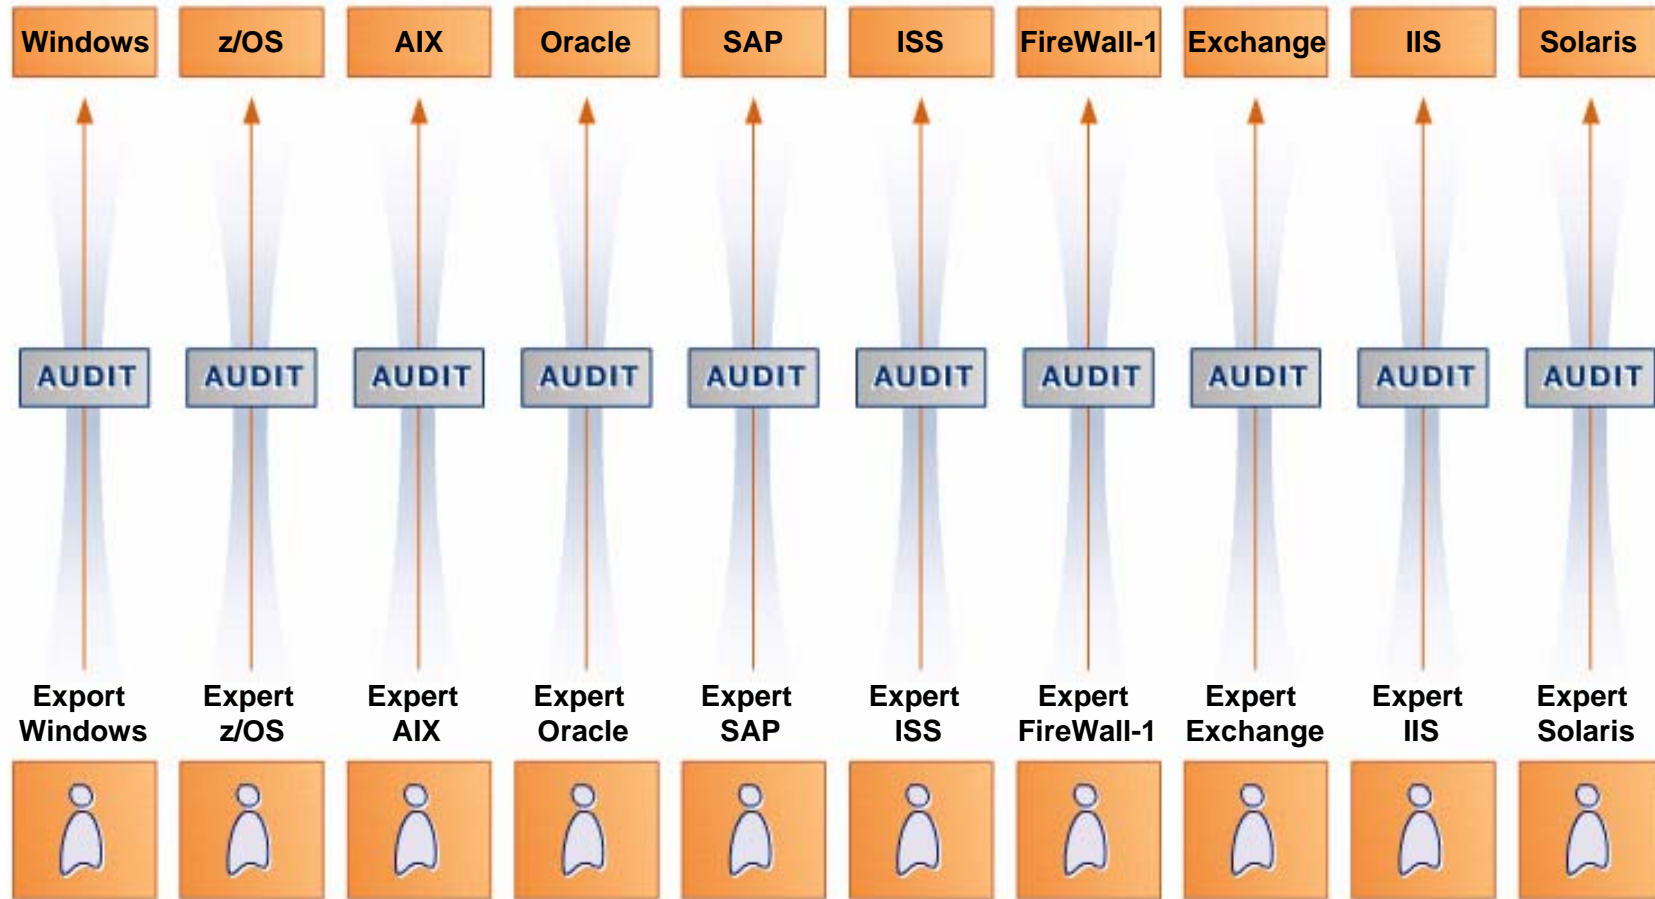 Windows z/OS AIX Oracle SAP ISS FireWall-1 Exchange IIS Solaris
AUDIT AUDIT AUDIT AUDIT AUDIT AUDIT AUDIT AUDIT AUDIT AUDIT
Export Expert Expert Expert Expert Expert Expert Expert Expert Expert
Windows z/OS AIX Oracle SAP ISS FireWall-1 Exchange IIS Solaris